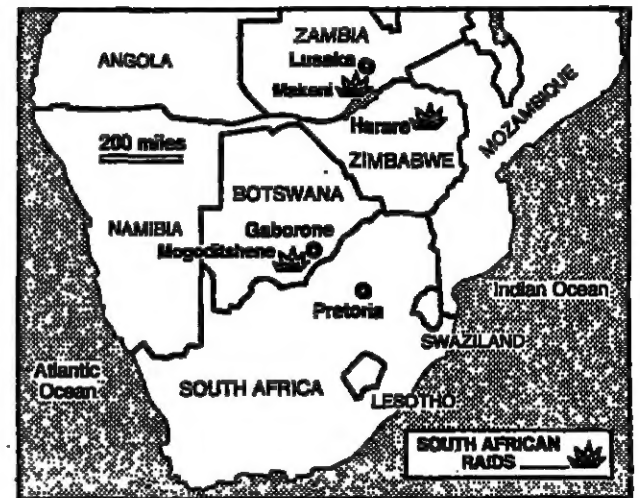 ZAMBIA
ANGOLA
Lusaka
Makeni
MOZAMBIQUE
Harare
200 miles
ZIMBABWE
BOTSWANA
NAMIBIA
Gaborone
Mogoditshene
Indian Ocean
Pretoria
SWAZILAND
Atlantic
Ocean
SOUTH AFRICA
LESOTHO
SOUTH AFRICAN
RAIDS